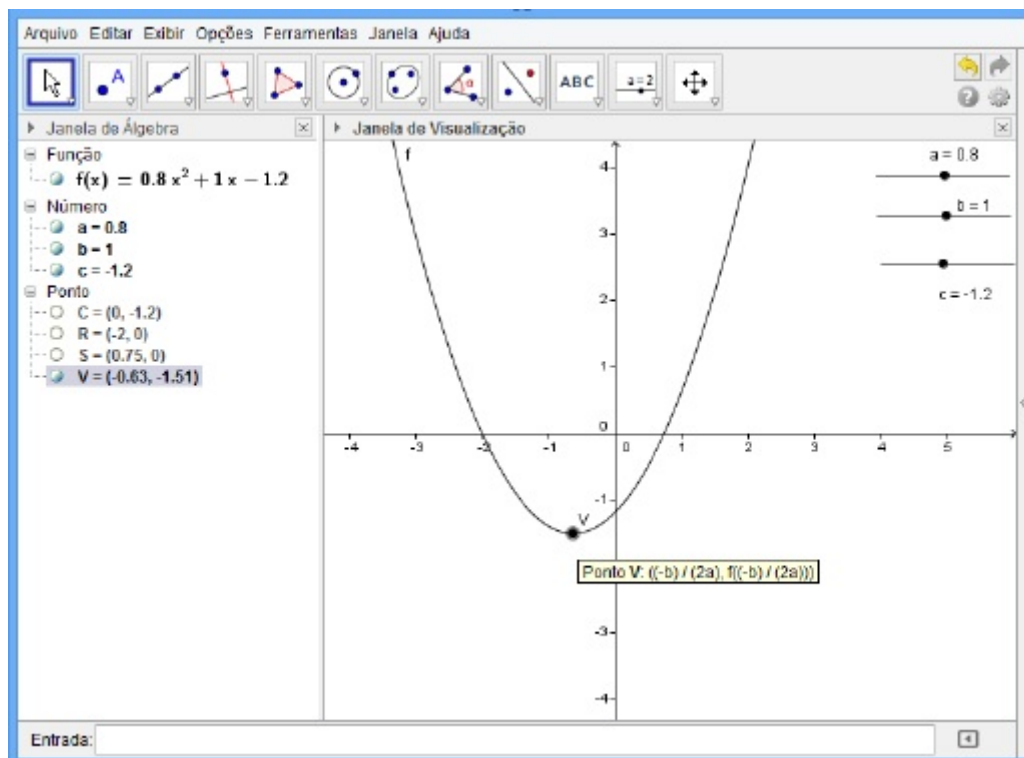 Arquivo Editar Exibir Opções Ferramentas Janela Ajuda
A
α
ABC
a=2
Janela de Álgebra
Janela de Visualização
Função
f(x) = 0.8 x² + 1 x − 1.2
Número
a = 0.8
b = 1
c = -1.2
Ponto
C = (0, -1.2)
R = (-2, 0)
S = (0.75, 0)
V = (-0.63, -1.51)
f
a = 0.8
b = 1
c = -1.2
4
3
2
1
0
-4 -3 -2 -1 0 1 2 3 4 5
-1
V
Ponto V: ((-b) / (2a), f((-b) / (2a)))
-3
-4
Entrada: